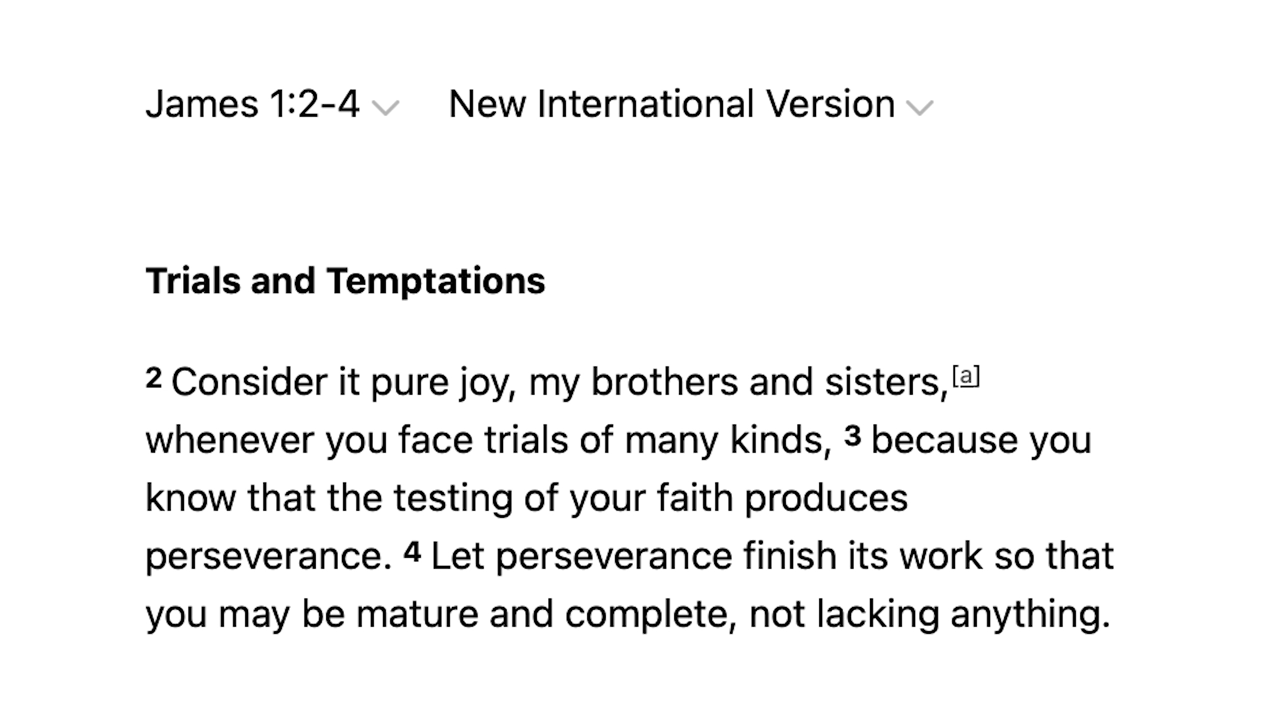 James 1:2-4 New International Version
Trials and Temptations
2 Consider it pure joy, my brothers and sisters,[a]
whenever you face trials of many kinds, 3 because you
know that the testing of your faith produces
perseverance. 4 Let perseverance finish its work so that
you may be mature and complete, not lacking anything.